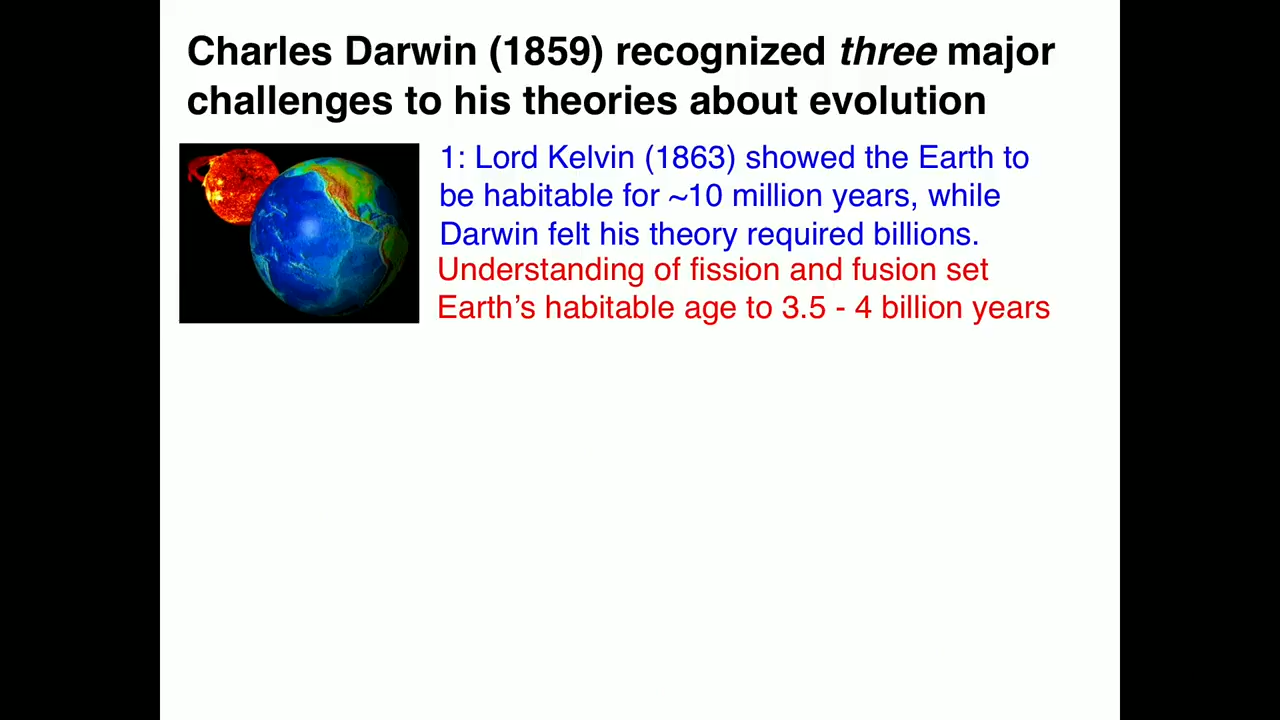 Charles Darwin (1859) recognized three major
challenges to his theories about evolution
1: Lord Kelvin (1863) showed the Earth to
be habitable for ~10 million years, while
Darwin felt his theory required billions.
Understanding of fission and fusion set
Earth’s habitable age to 3.5 - 4 billion years